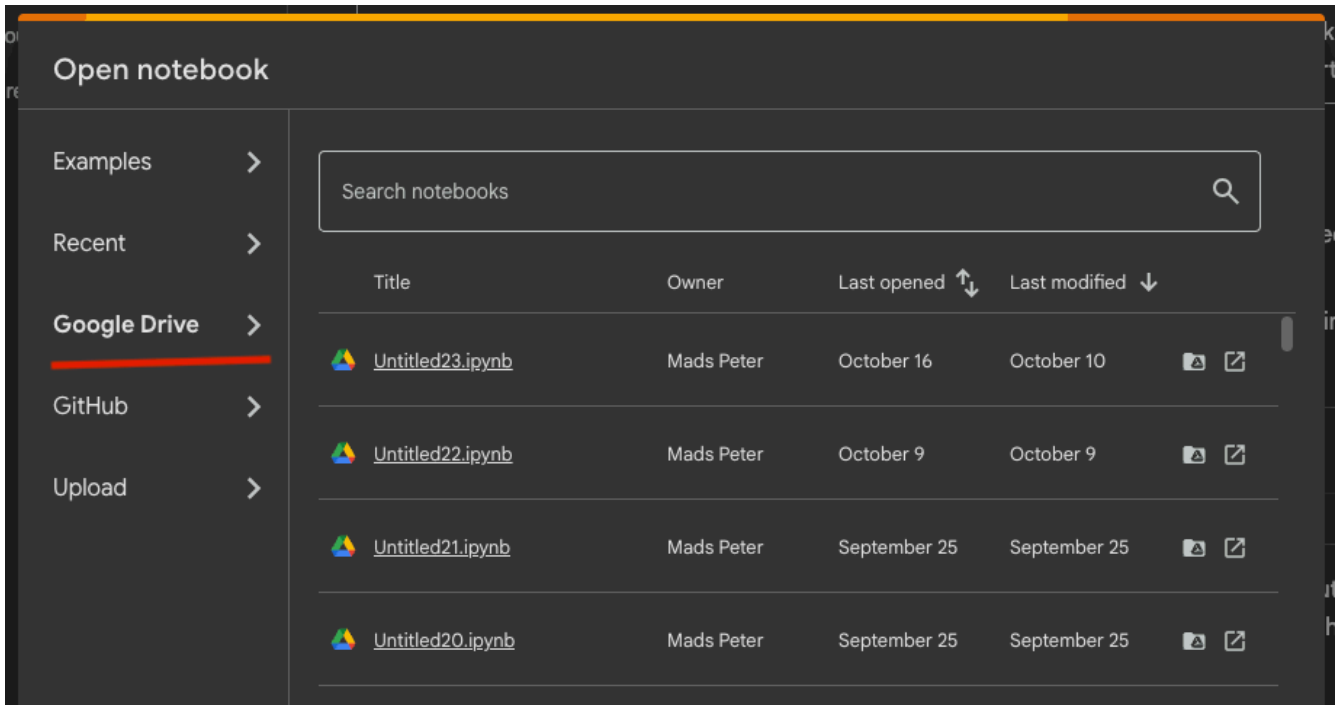 Open notebook
Examples
Recent
Google Drive
GitHub
Upload
Search notebooks
Title Owner Last opened Last modified
Untitled23.ipynb Mads Peter October 16 October 10
Untitled22.ipynb Mads Peter October 9 October 9
Untitled21.ipynb Mads Peter September 25 September 25
Untitled20.ipynb Mads Peter September 25 September 25